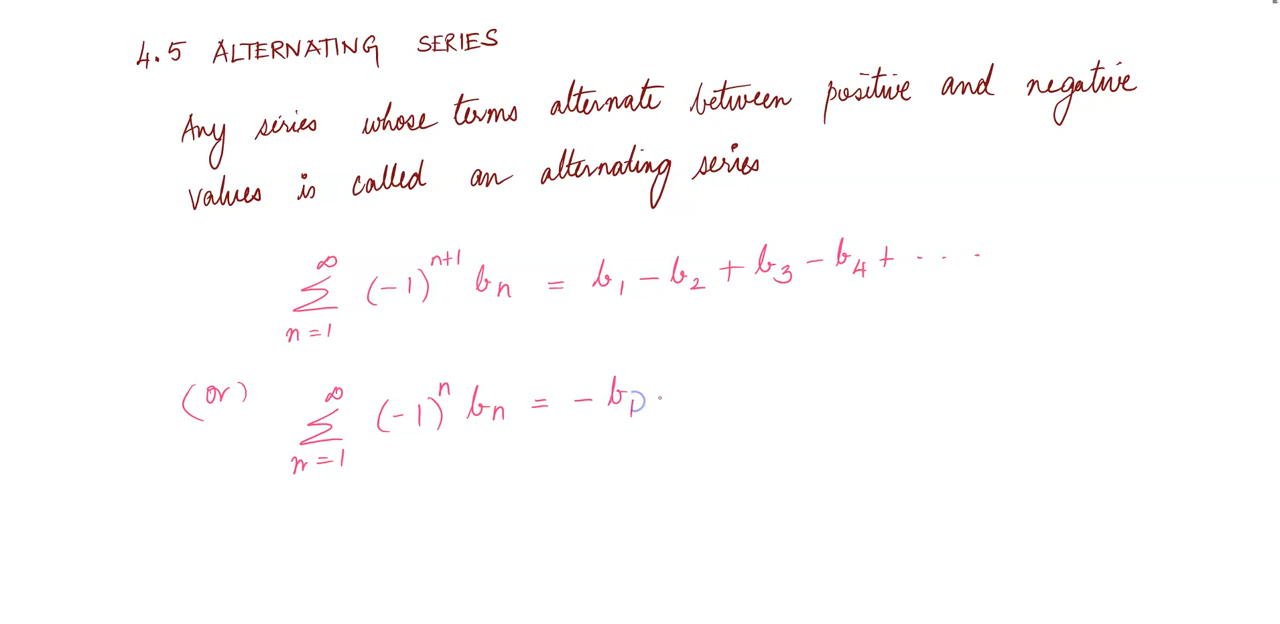 4.5 ALTERNATING SERIES
Any series whose terms alternate between positive and negative
values is called an alternating series
∑_{n=1}^{∞} (-1)^{n+1} b_n = b_1 - b_2 + b_3 - b_4 + ....
(or) ∑_{n=1}^{∞} (-1)^n b_n = - b